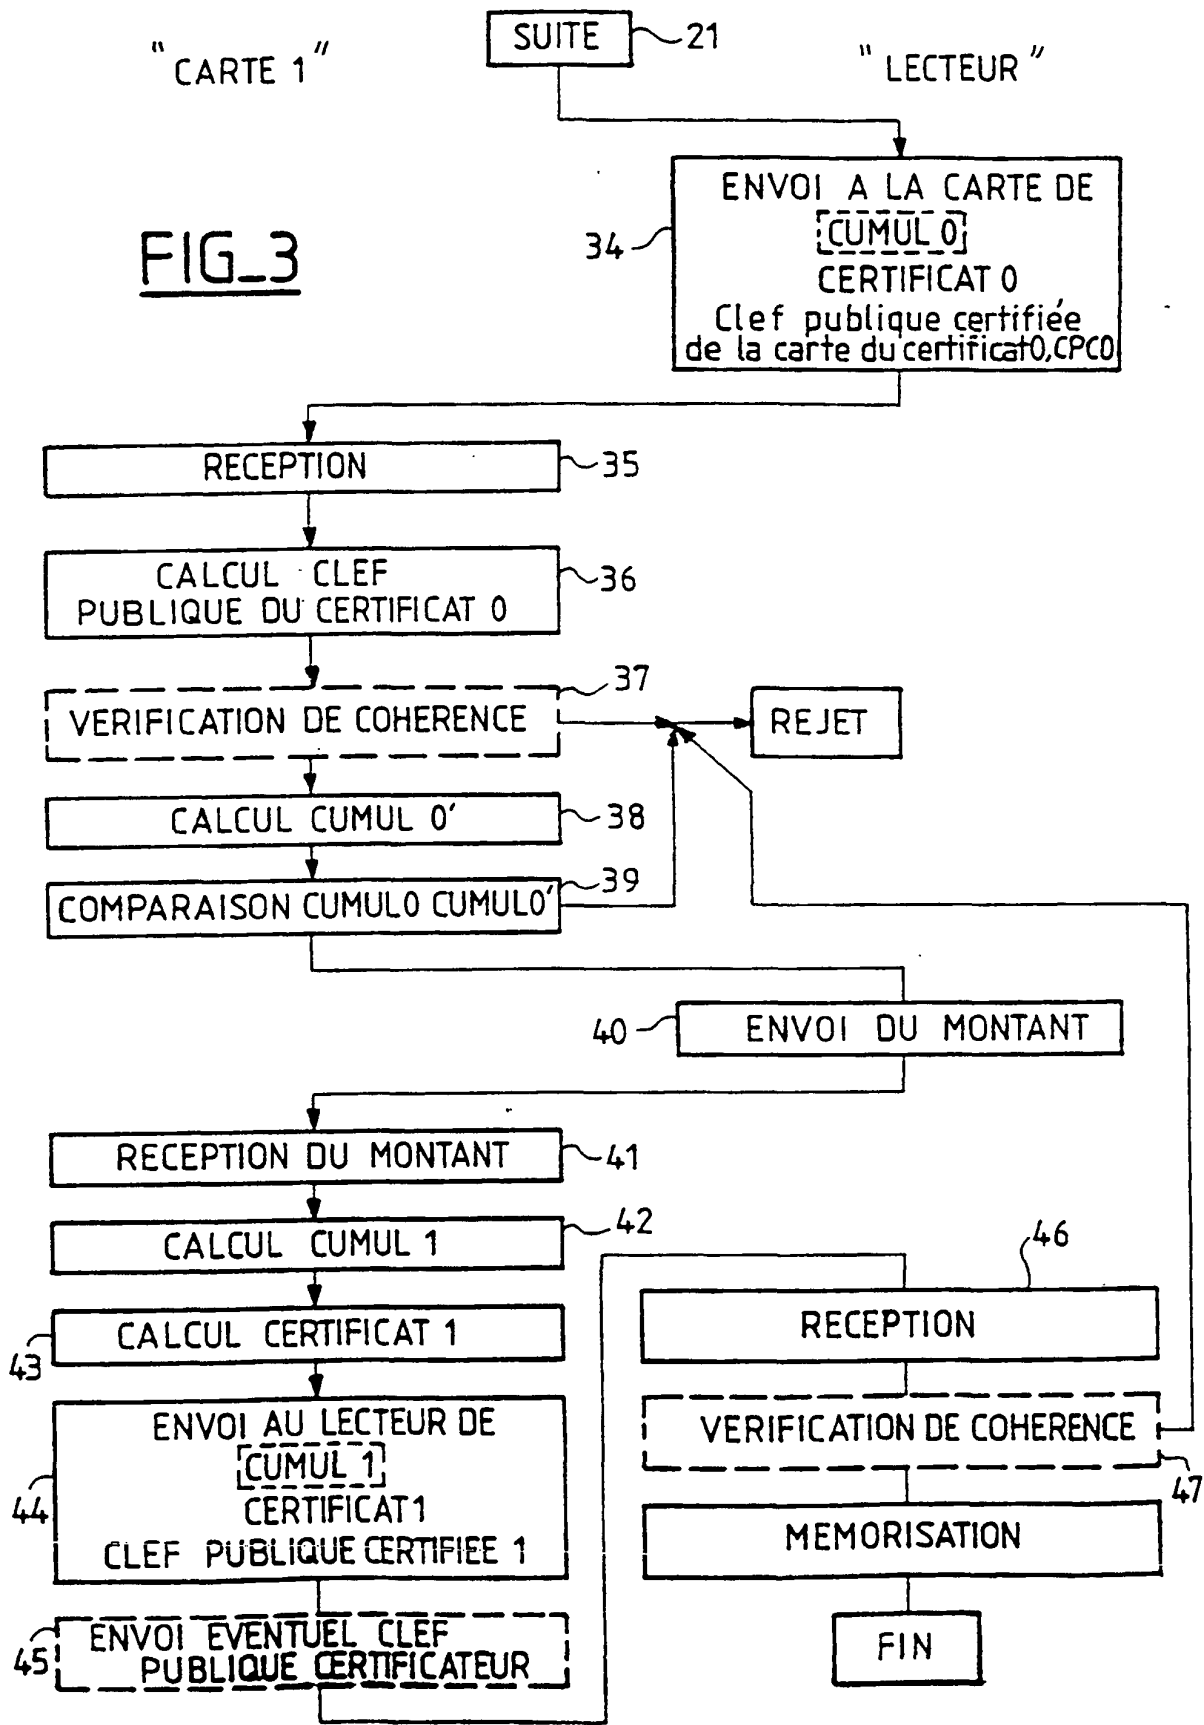 "CARTE 1"
SUITE
21
"LECTEUR"
FIG_3
34
ENVOI A LA CARTE DE
CUMUL 0
CERTIFICAT 0
Clef publique certifiée
de la carte du certificat0,CPC0
RECEPTION
35
CALCUL CLEF
PUBLIQUE DU CERTIFICAT 0
36
VERIFICATION DE COHERENCE
37
REJET
CALCUL CUMUL 0'
38
COMPARAISON CUMUL0 CUMUL0'
39
40
ENVOI DU MONTANT
RECEPTION DU MONTANT
41
CALCUL CUMUL 1
42
CALCUL CERTIFICAT 1
43
ENVOI AU LECTEUR DE
CUMUL 1
CERTIFICAT1
CLEF PUBLIQUE CERTIFIEE 1
44
ENVOI EVENTUEL CLEF
PUBLIQUE CERTIFICATEUR
45
46
RECEPTION
VERIFICATION DE COHERENCE
47
MEMORISATION
FIN